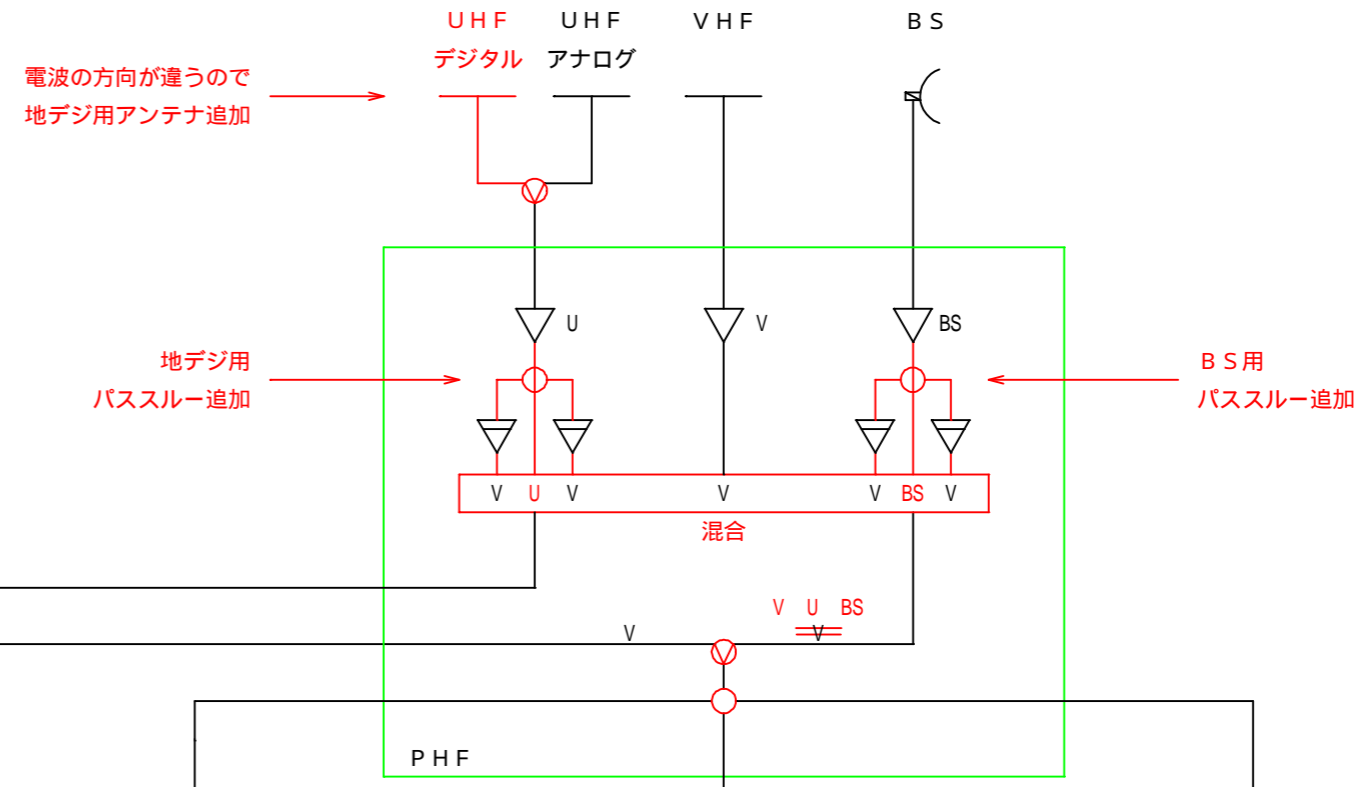 ＵＨＦ ＵＨＦ ＶＨＦ ＢＳ
デジタル アナログ
電波の方向が違うので
地デジ用アンテナ追加
U V BS
地デジ用
パススルー追加
ＢＳ用
パススルー追加
V U V V V BS V
混合
V U BS
V V
ＰＨＦ